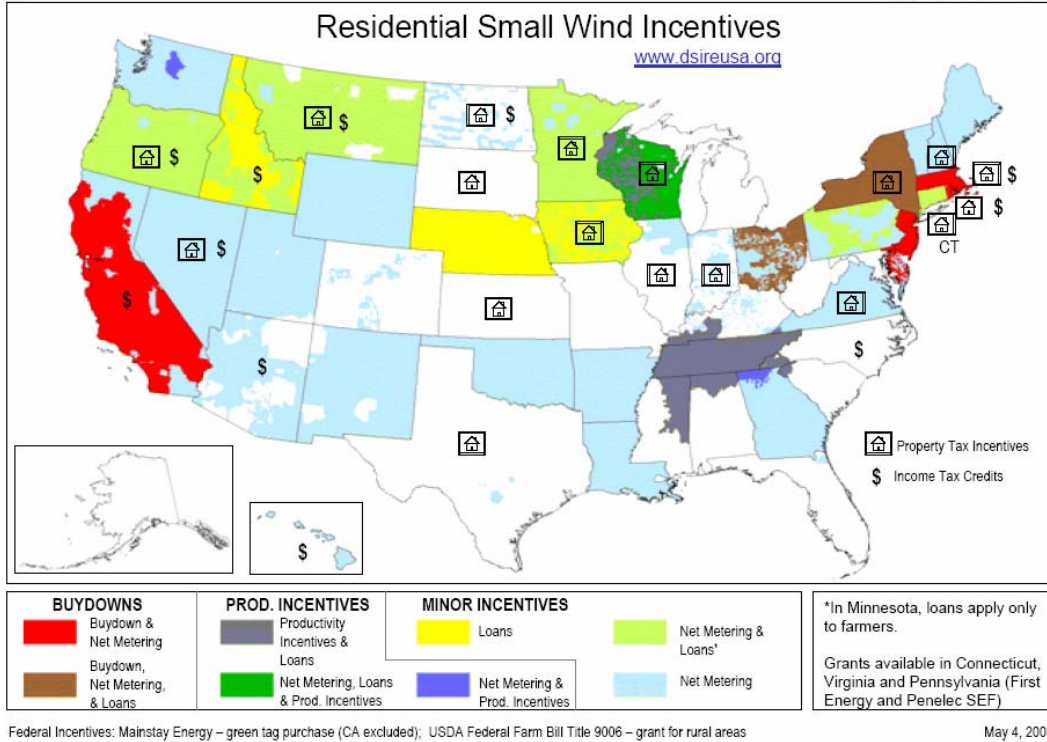 Residential Small Wind Incentives
www.dsireusa.org
$
$
$
$
$
$
$
CT
$
$
$
$
Property Tax Incentives
$ Income Tax Credits
BUYDOWNS
Buydown &
Net Metering
Buydown,
Net Metering,
& Loans
PROD. INCENTIVES
Productivity
Incentives &
Loans
Net Metering, Loans
& Prod. Incentives
MINOR INCENTIVES
Loans
Net Metering &
Prod. Incentives
Net Metering &
Loans*
Net Metering
*In Minnesota, loans apply only
to farmers.
Grants available in Connecticut,
Virginia and Pennsylvania (First
Energy and Penelec SEF)
Federal Incentives: Mainstay Energy – green tag purchase (CA excluded); USDA Federal Farm Bill Title 9006 – grant for rural areas
May 4,